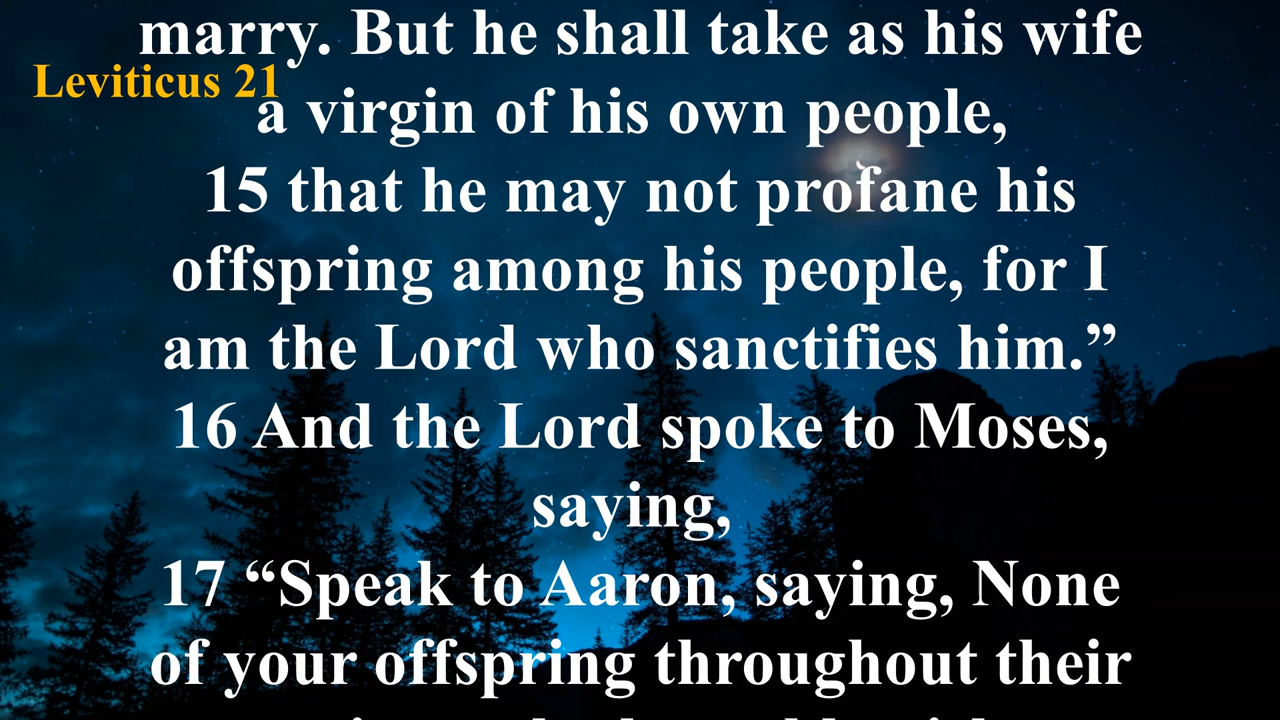 marry. But he shall take as his wife
Leviticus 21
a virgin of his own people,
15 that he may not profane his
offspring among his people, for I
am the Lord who sanctifies him.”
16 And the Lord spoke to Moses,
saying,
17 “Speak to Aaron, saying, None
of your offspring throughout their